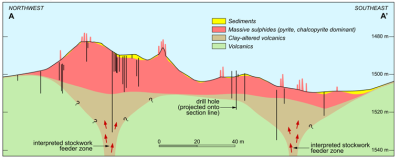 NORTHWEST
SOUTHEAST
A
A'
Sediments
Massive sulphides (pyrite, chalcopyrite dominant)
Clay-altered volcanics
Volcanics
1480 m
1500 m
1520 m
1540 m
drill hole
(projected onto
section line)
?
?
?
?
interpreted stockwork
feeder zone
0
20
40 m
interpreted stockwork
feeder zone